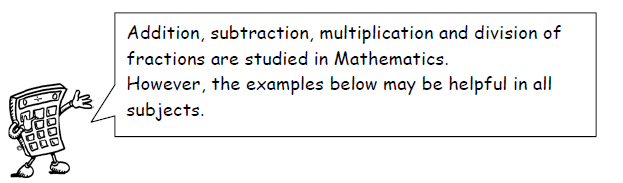 Addition, subtraction, multiplication and division of
fractions are studied in Mathematics.
However, the examples below may be helpful in all
subjects.